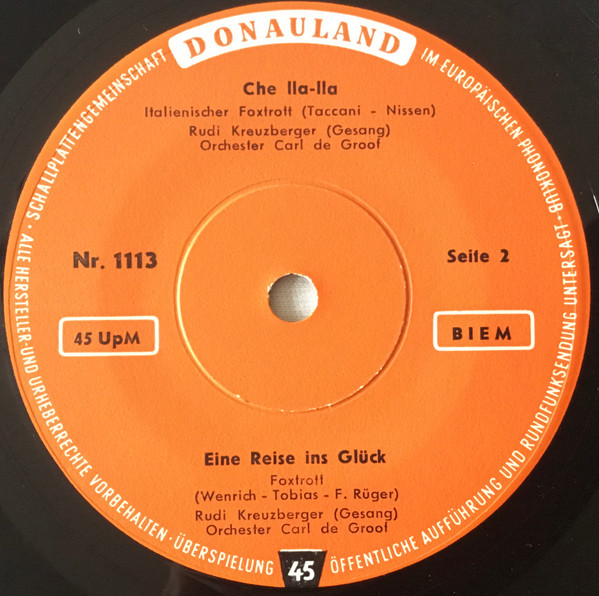 DONAULAND
SCHALLPLATTENGEMEINSCHAFT
IM EUROPÄISCHEN PHONOKLUB
Che lla-lla
Italienischer Foxtrott (Taccani - Nissen)
Rudi Kreuzberger (Gesang)
Orchester Carl de Groof
Nr. 1113
Seite 2
45 UpM
BIEM
Eine Reise ins Glück
Foxtrott
(Wenrich - Tobias - F. Rüger)
Rudi Kreuzberger (Gesang)
Orchester Carl de Groof
· ALLE HERSTELLER- UND URHEBERRECHTE VORBEHALTEN · ÜBERSPIELUNG
45
ÖFFENTLICHE AUFFÜHRUNG UND RUNDFUNKSENDUNG UNTERSAGT ·